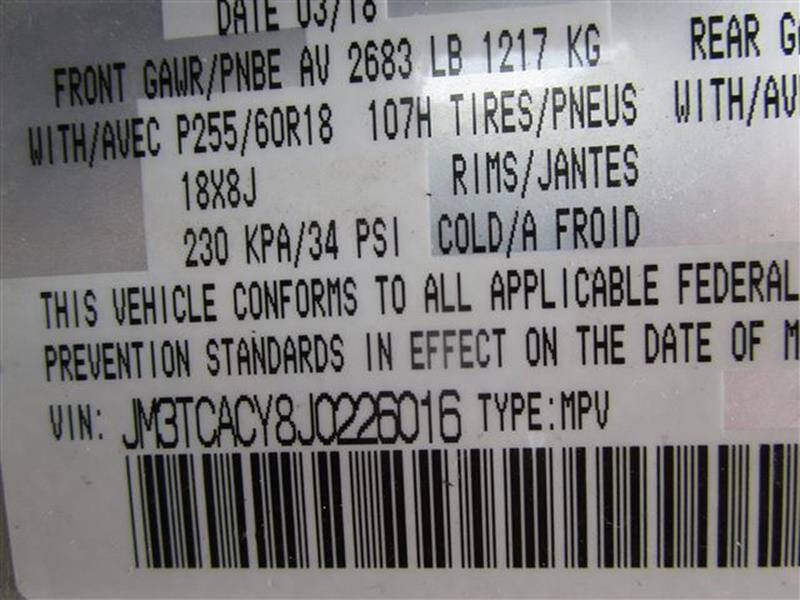 DATE 03/18
FRONT GAWR/PNBE AV 2683 LB 1217 KG REAR
WITH/AVEC P255/60R18 107H TIRES/PNEUS WITH/AV
18X8J RIMS/JANTES
230 KPA/34 PSI COLD/A FROID
THIS VEHICLE CONFORMS TO ALL APPLICABLE FEDERAL
PREVENTION STANDARDS IN EFFECT ON THE DATE OF M
VIN: JM3TCACY8J0226016 TYPE:MPV